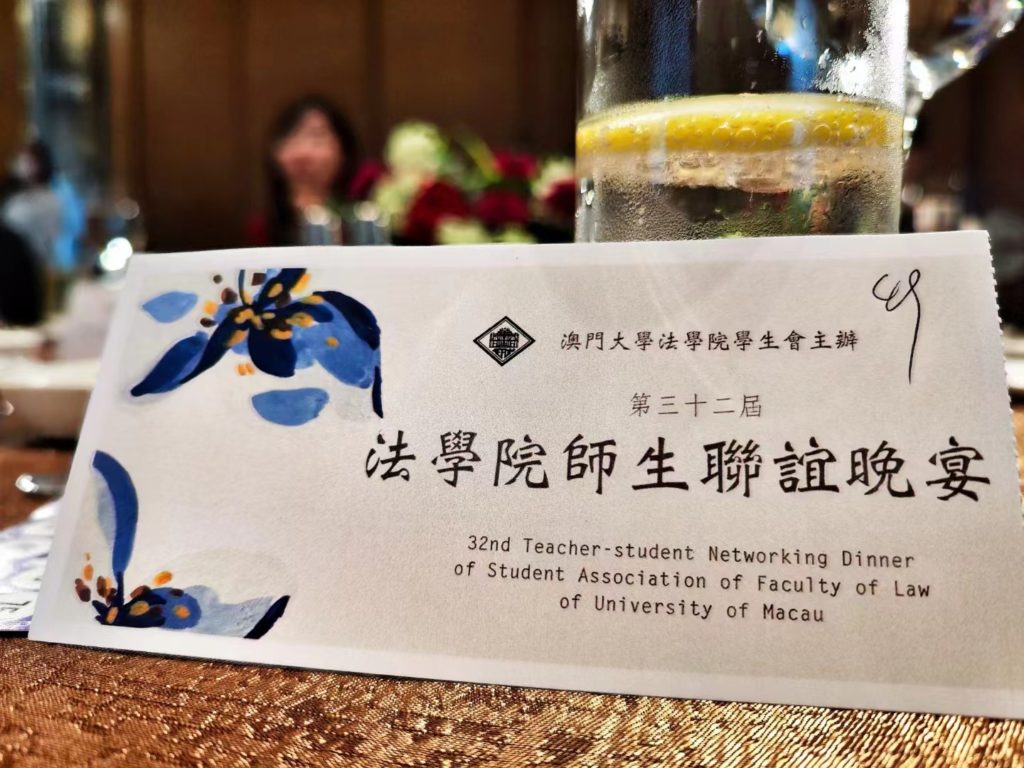 澳門大學法學院學生會主辦
第三十二屆
法學院師生聯誼晚宴
32nd Teacher-student Networking Dinner
of Student Association of Faculty of Law
of University of Macau